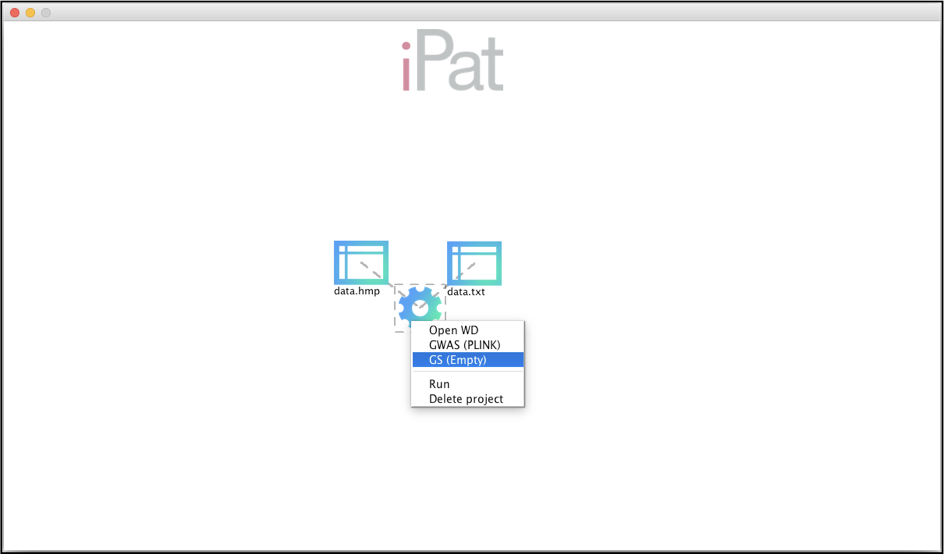 iPat
data.hmp
data.txt
Open WD
GWAS (PLINK)
GS (Empty)
Run
Delete project